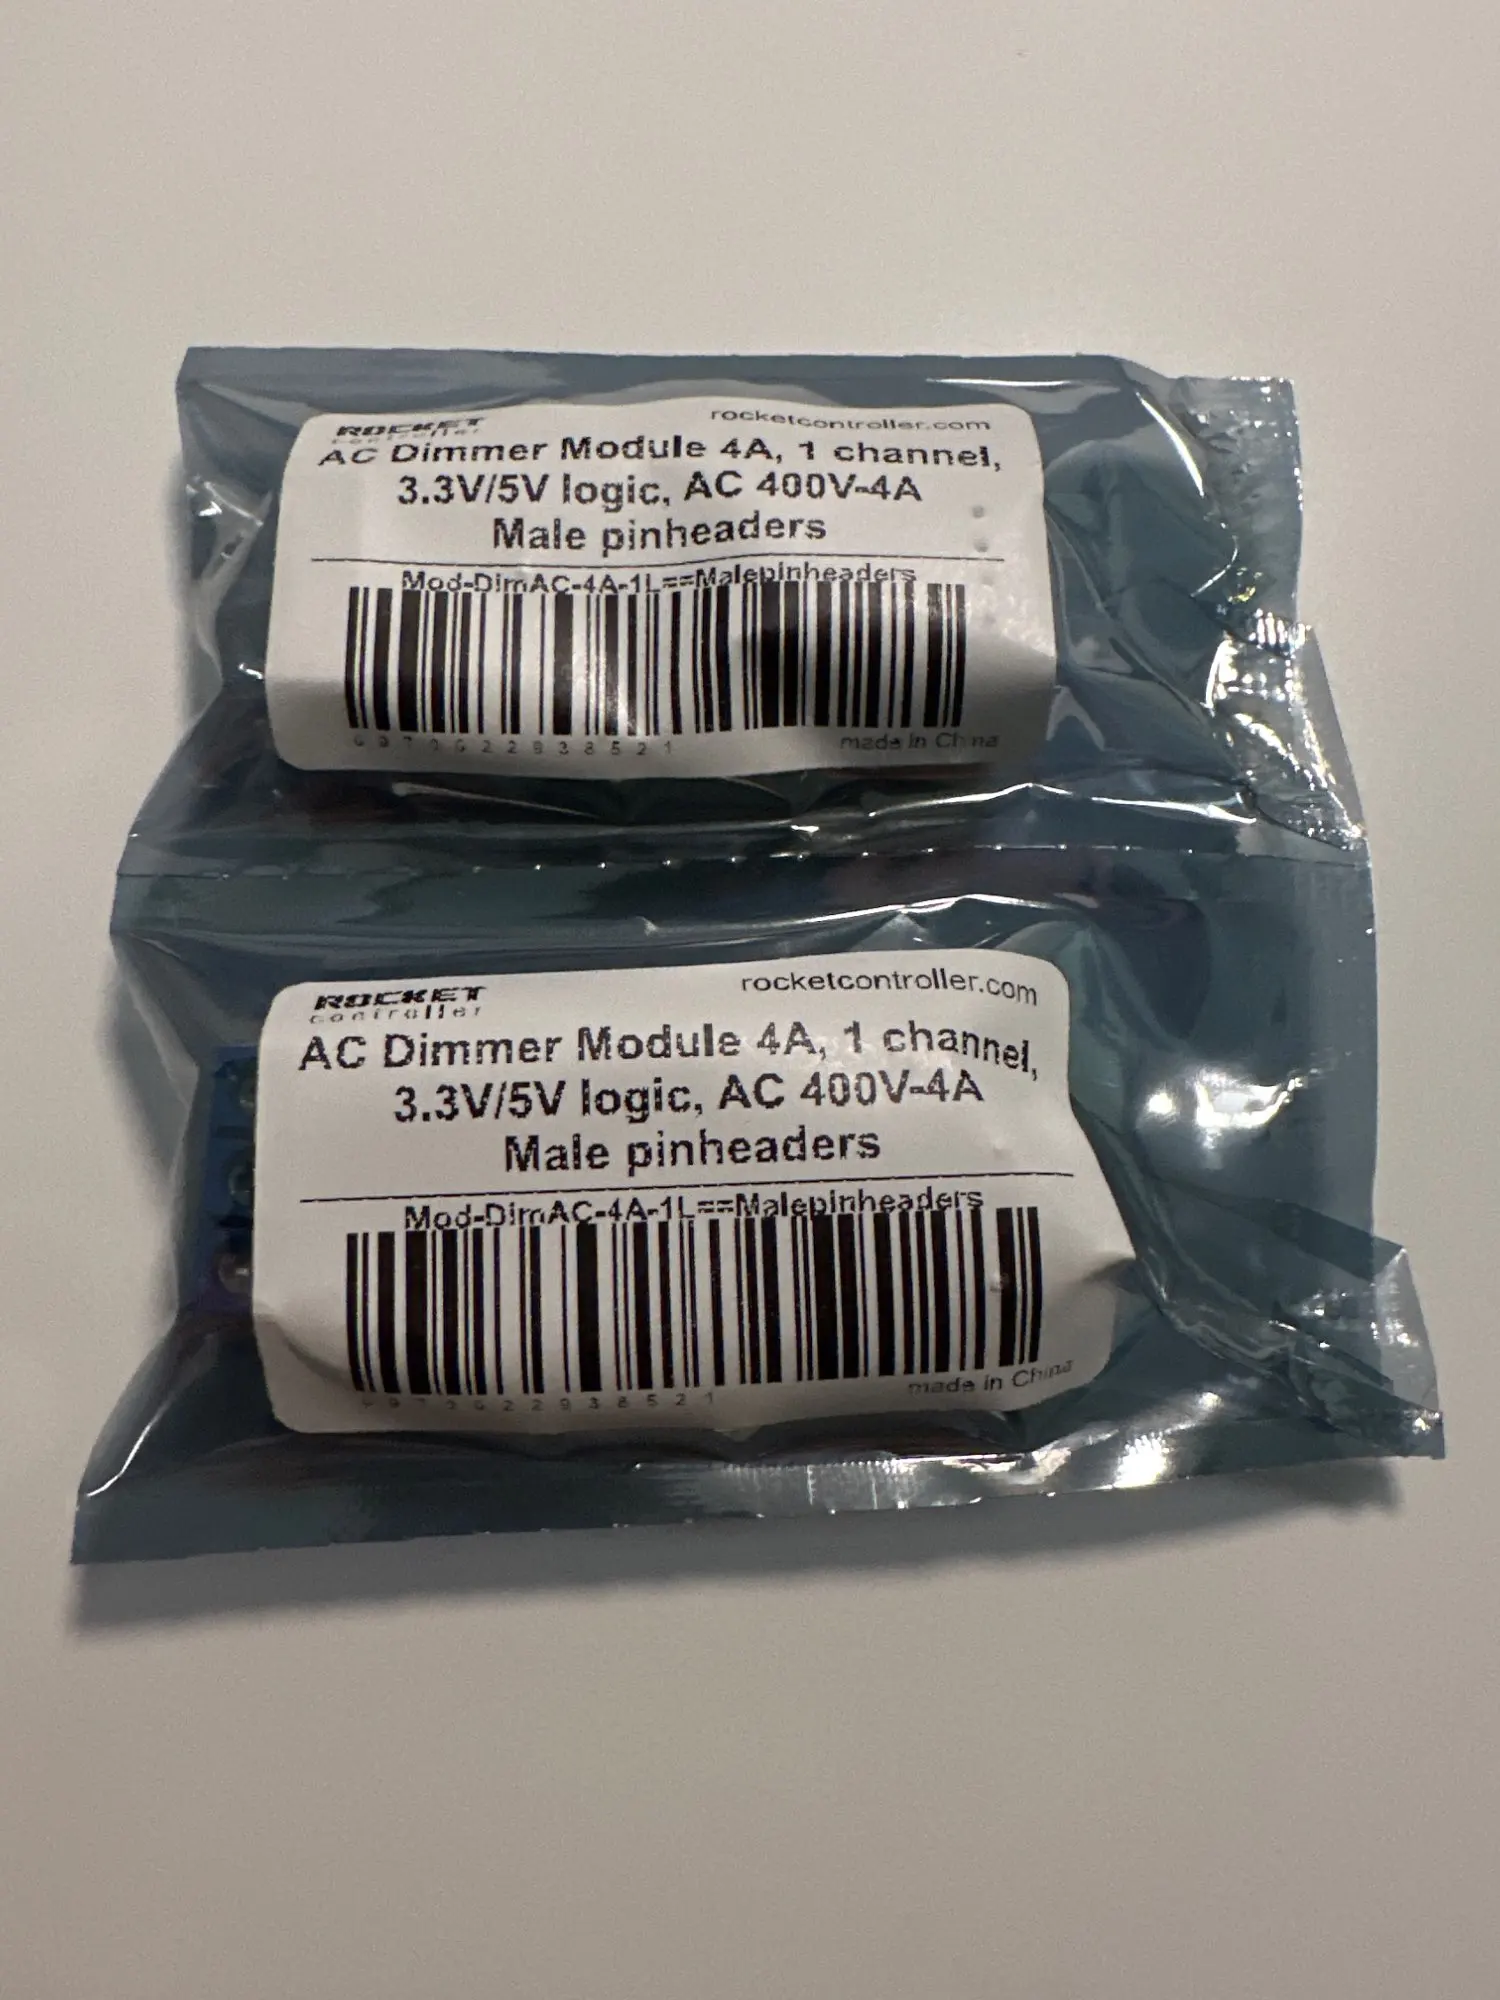 ROCKET
controller
rocketcontroller.com
AC Dimmer Module 4A, 1 channel,
3.3V/5V logic, AC 400V-4A
Male pinheaders
Mod-DimAC-4A-1L==Malepinheaders
6970622938521
made in China
ROCKET
controller
rocketcontroller.com
AC Dimmer Module 4A, 1 channel,
3.3V/5V logic, AC 400V-4A
Male pinheaders
Mod-DimAC-4A-1L==Malepinheaders
6970622938521
made in China